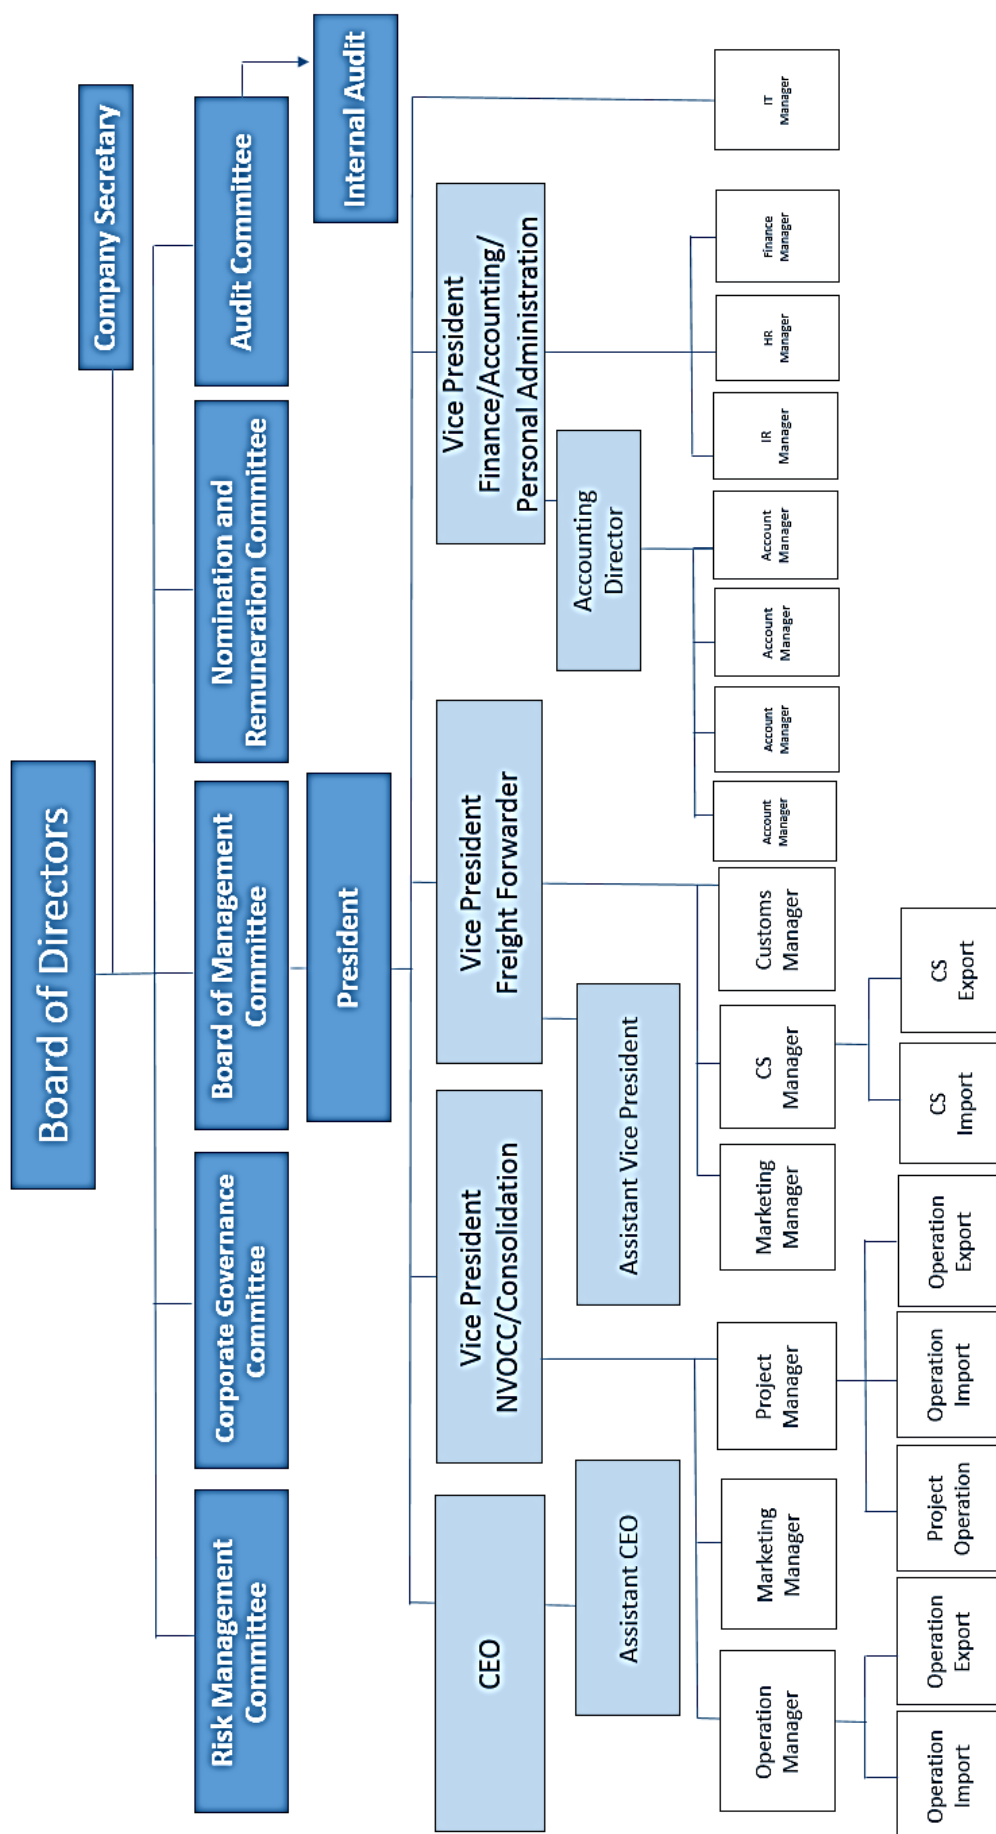 Board of Directors
Company Secretary
Risk Management
Committee
Corporate Governance
Committee
Board of Management
Committee
Nomination and
Remuneration Committee
Audit Committee
President
Internal Audit
CEO
Vice President
NVOCC/Consolidation
Vice President
Freight Forwarder
Vice President
Finance/Accounting/
Personal Administration
Assistant CEO
Assistant Vice President
Accounting
Director
Operation
Manager
Marketing
Manager
Project
Manager
Marketing
Manager
CS
Manager
Customs
Manager
Account
Manager
Account
Manager
Account
Manager
Account
Manager
IR
Manager
HR
Manager
Finance
Manager
IT
Manager
Operation
Import
Operation
Export
Project
Operation
Operation
Import
Operation
Export
CS
Import
CS
Export